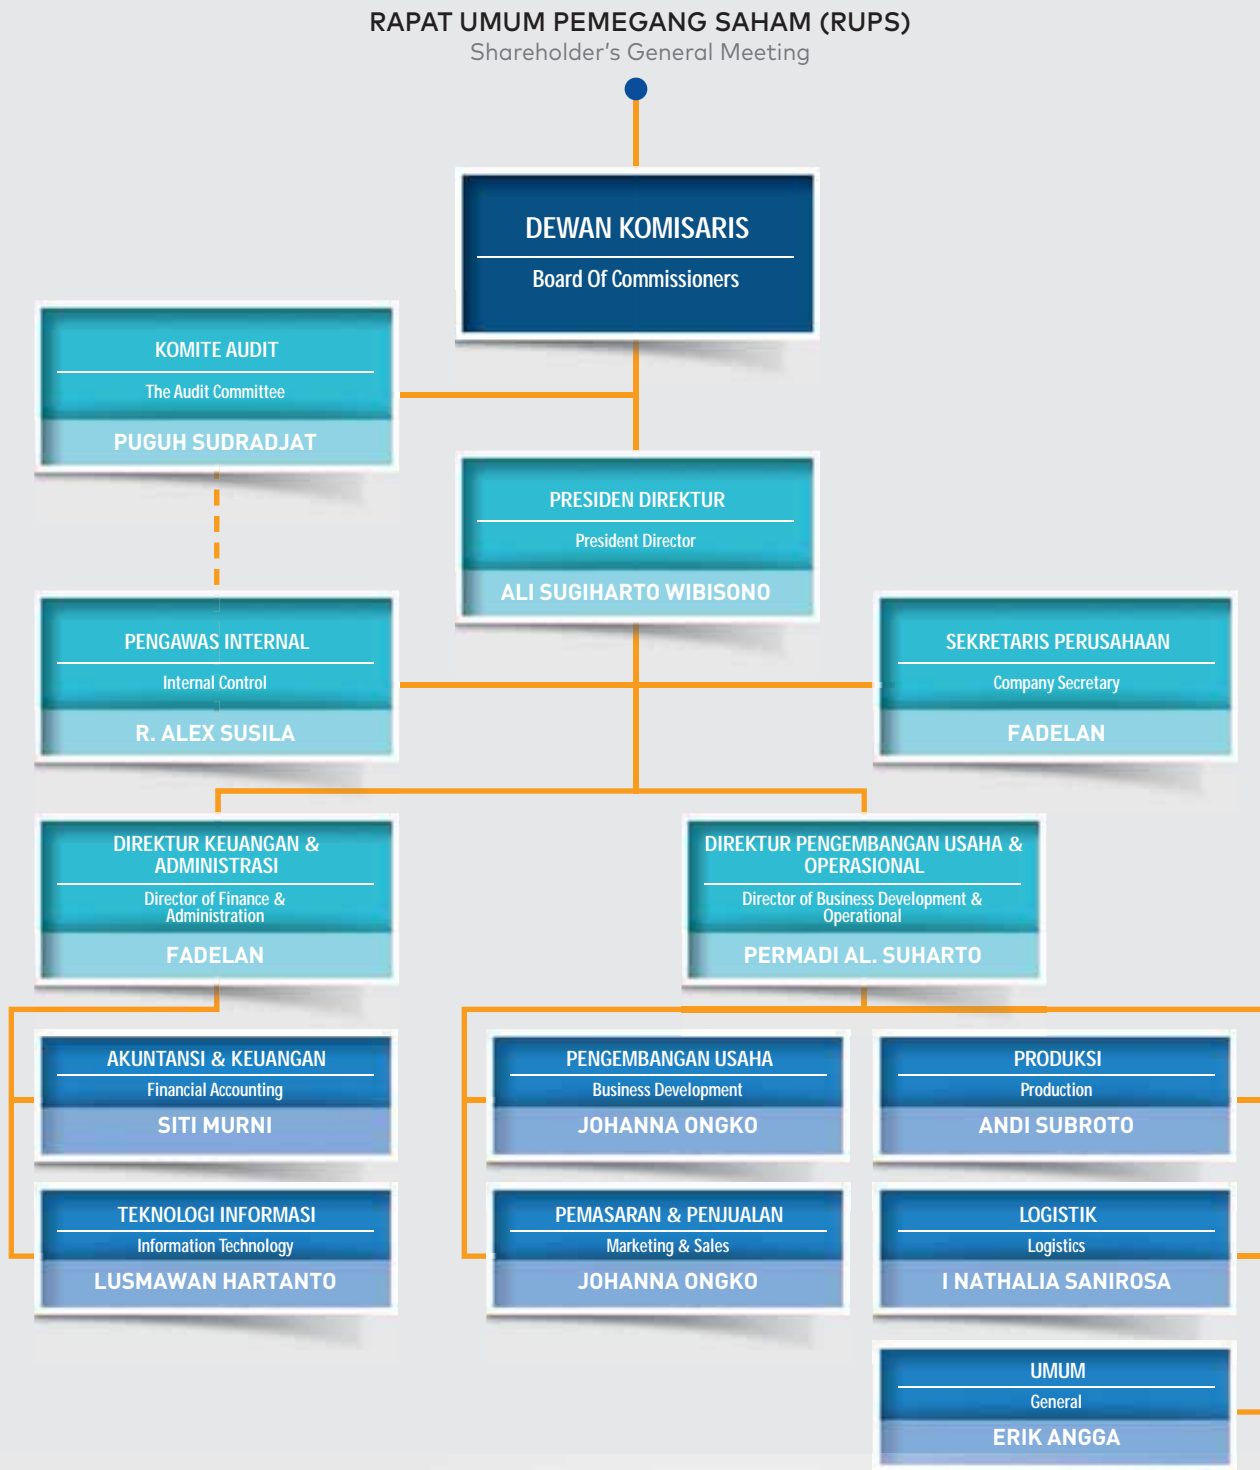 RAPAT UMUM PEMEGANG SAHAM (RUPS)
Shareholder's General Meeting
DEWAN KOMISARIS
Board Of Commissioners
KOMITE AUDIT
The Audit Committee
PUGUH SUDRADJAT
PRESIDEN DIREKTUR
President Director
ALI SUGIHARTO WIBISONO
PENGAWAS INTERNAL
Internal Control
R. ALEX SUSILA
SEKRETARIS PERUSAHAAN
Company Secretary
FADELAN
DIREKTUR KEUANGAN &
ADMINISTRASI
Director of Finance &
Administration
FADELAN
DIREKTUR PENGEMBANGAN USAHA &
OPERASIONAL
Director of Business Development &
Operational
PERMADI AL. SUHARTO
AKUNTANSI & KEUANGAN
Financial Accounting
SITI MURNI
PENGEMBANGAN USAHA
Business Development
JOHANNA ONGKO
PRODUKSI
Production
ANDI SUBROTO
TEKNOLOGI INFORMASI
Information Technology
LUSMAWAN HARTANTO
PEMASARAN & PENJUALAN
Marketing & Sales
JOHANNA ONGKO
LOGISTIK
Logistics
I NATHALIA SANIROSA
UMUM
General
ERIK ANGGA